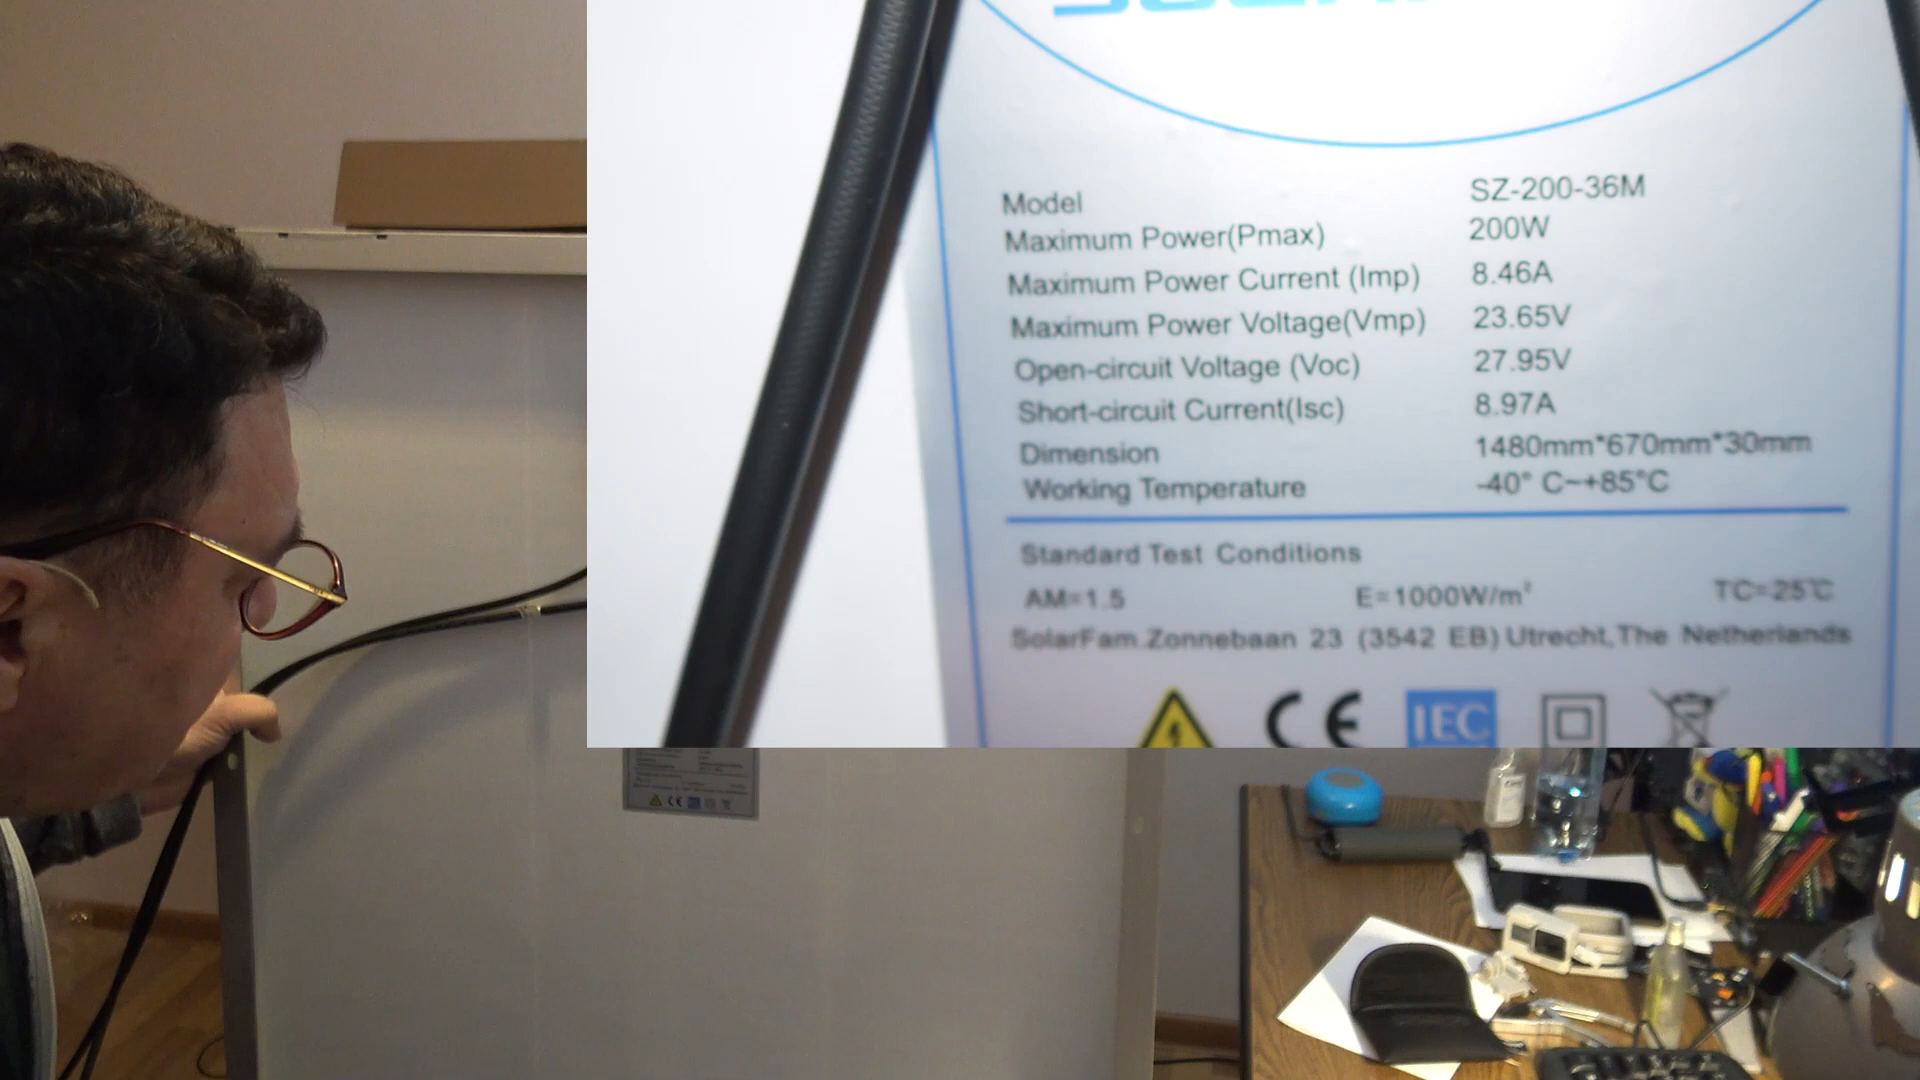 Model SZ-200-36M
Maximum Power(Pmax) 200W
Maximum Power Current (Imp) 8.46A
Maximum Power Voltage(Vmp) 23.65V
Open-circuit Voltage (Voc) 27.95V
Short-circuit Current(Isc) 8.97A
Dimension 1480mm*670mm*30mm
Working Temperature -40° C~+85°C
Standard Test Conditions
AM=1.5 E=1000W/m² TC=25℃
SolarFam.Zonnebaan 23 (3542 EB) Utrecht,The Netherlands
CE IEC